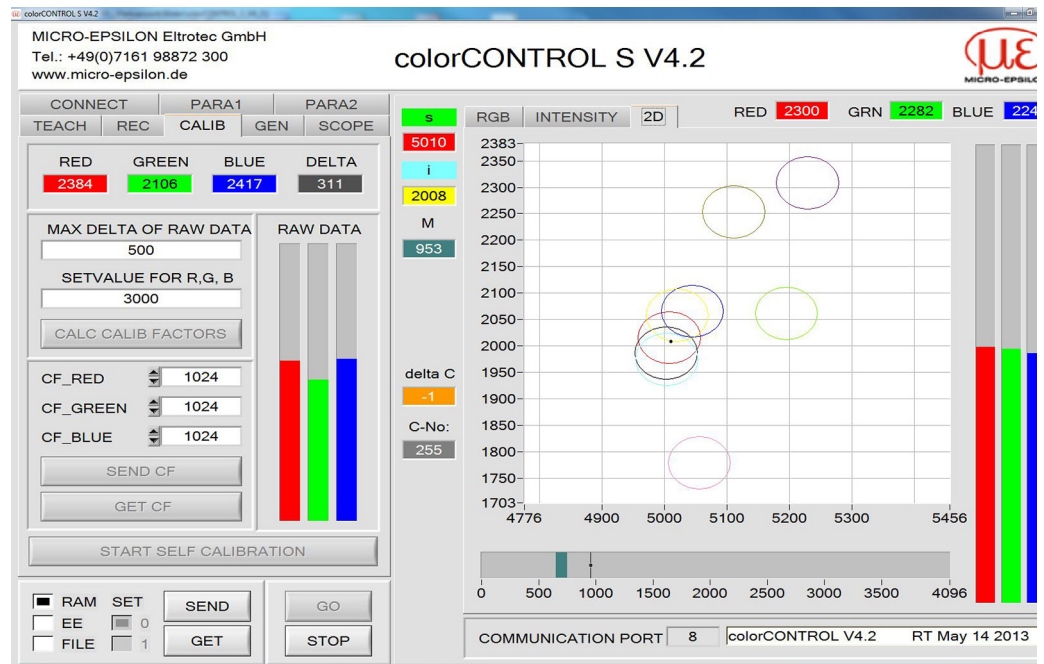 colorCONTROL S V4.2
MICRO-EPSILON Eltrotec GmbH
Tel.: +49(0)7161 98872 300
www.micro-epsilon.de
colorCONTROL S V4.2
με
MICRO-EPSILO
CONNECT PARA1 PARA2
TEACH REC CALIB GEN SCOPE
RED GREEN BLUE DELTA
2384 2106 2417 311
MAX DELTA OF RAW DATA
500
SETVALUE FOR R,G, B
3000
CALC CALIB FACTORS
RAW DATA
CF_RED 1024
CF_GREEN 1024
CF_BLUE 1024
SEND CF
GET CF
START SELF CALIBRATION
RAM SET
EE 0
FILE 1
SEND
GET
GO
STOP
s
5010
i
2008
M
953
delta C
-1
C-No:
255
RGB INTENSITY 2D
RED 2300 GRN 2282 BLUE 224
2383
2350
2300
2250
2200
2150
2100
2050
2000
1950
1900
1850
1800
1750
1703
4776 4900 5000 5100 5200 5300 5456
0 500 1000 1500 2000 2500 3000 3500 4096
COMMUNICATION PORT 8 colorCONTROL V4.2 RT May 14 2013